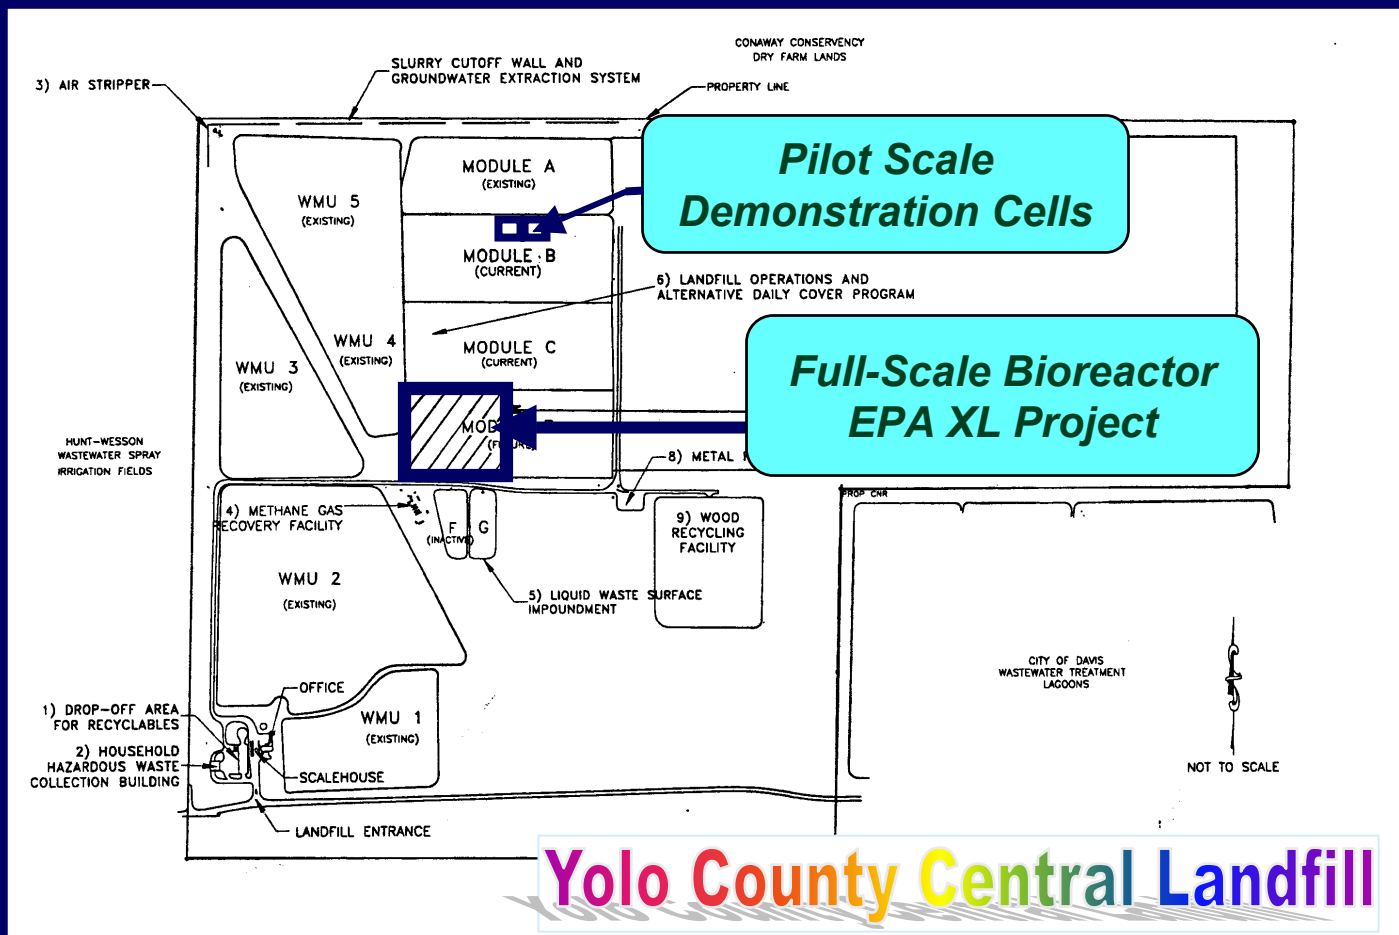 CONAWAY CONSERVENCY
DRY FARM LANDS
SLURRY CUTOFF WALL AND
GROUNDWATER EXTRACTION SYSTEM
3) AIR STRIPPER
PROPERTY LINE
Pilot Scale
Demonstration Cells
MODULE A
(EXISTING)
WMU 5
(EXISTING)
MODULE B
(CURRENT)
6) LANDFILL OPERATIONS AND
ALTERNATIVE DAILY COVER PROGRAM
WMU 4
(EXISTING)
MODULE C
(CURRENT)
WMU 3
(EXISTING)
Full-Scale Bioreactor
EPA XL Project
HUNT-WESSON
WASTEWATER SPRAY
IRRIGATION FIELDS
8) METAL
PROP CNR
4) METHANE GAS
RECOVERY FACILITY
F
(INACTIVE)
G
9) WOOD
RECYCLING
FACILITY
WMU 2
(EXISTING)
5) LIQUID WASTE SURFACE
IMPOUNDMENT
CITY OF DAVIS
WASTEWATER TREATMENT
LAGOONS
OFFICE
1) DROP-OFF AREA
FOR RECYCLABLES
WMU 1
(EXISTING)
2) HOUSEHOLD
HAZARDOUS WASTE
COLLECTION BUILDING
SCALEHOUSE
NOT TO SCALE
LANDFILL ENTRANCE
Yolo County Central Landfill